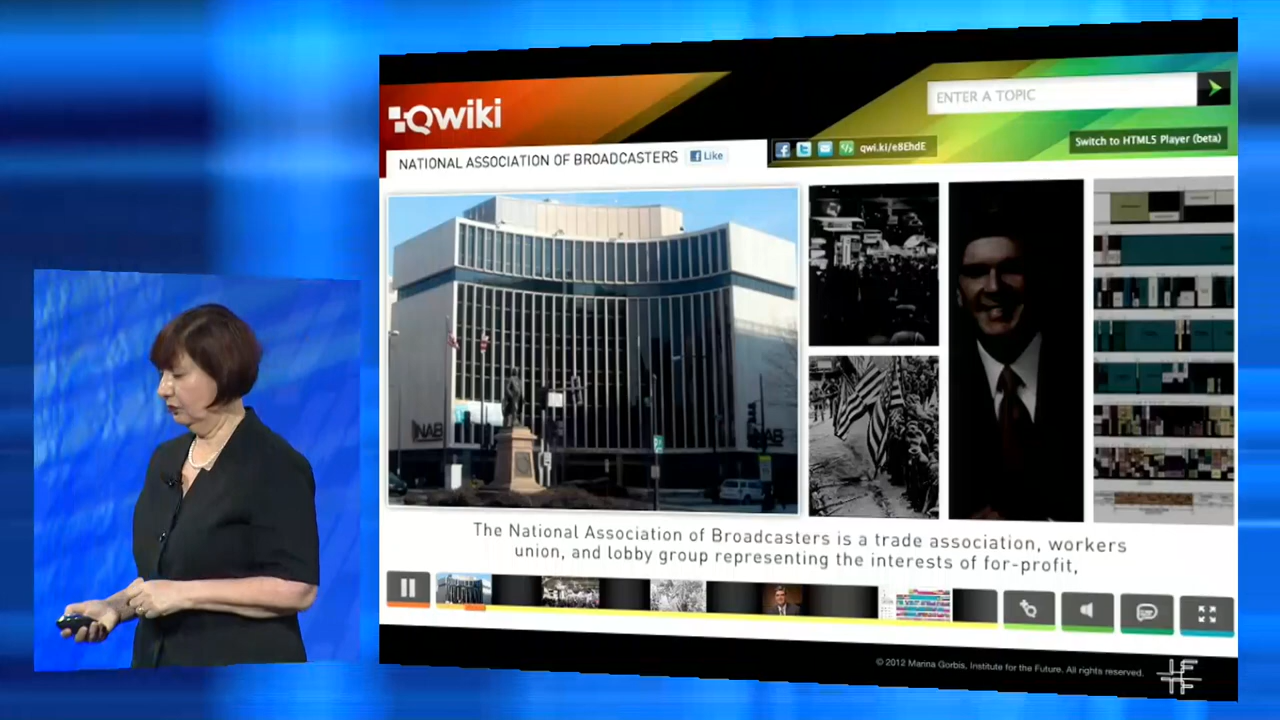 Qwiki
ENTER A TOPIC
Switch to HTML5 Player (beta)
qwi.ki/e8EhdE
NATIONAL ASSOCIATION OF BROADCASTERS
Like
NAB
NAB
The National Association of Broadcasters is a trade association, workers
union, and lobby group representing the interests of for-profit,
© 2012 Marina Gorbis, Institute for the Future. All rights reserved.